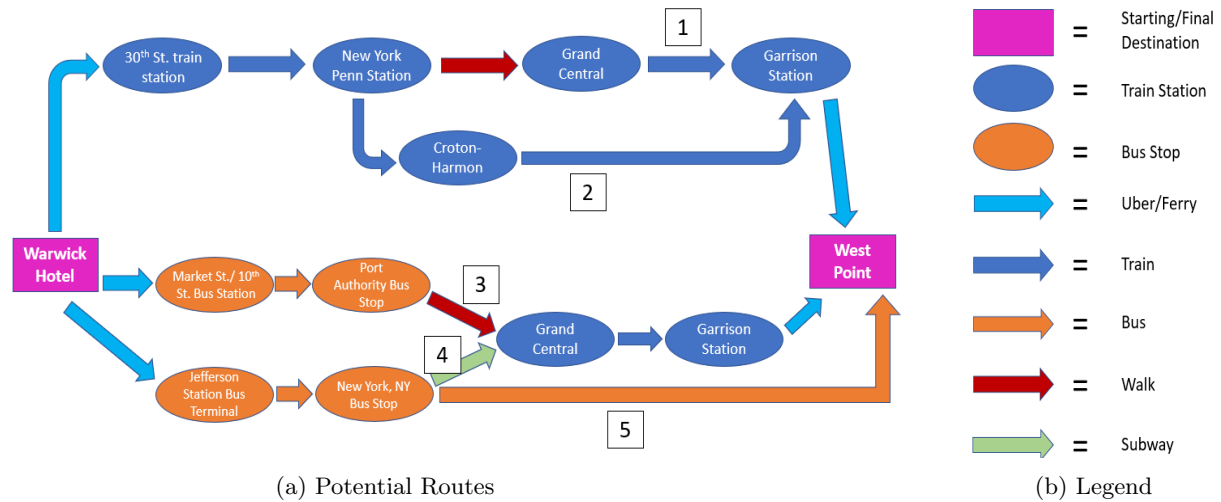 1
30th St. train
station
New York
Penn Station
Grand
Central
Garrison
Station
Croton-
Harmon
2
Warwick
Hotel
Market St./ 10th
St. Bus Station
Port
Authority Bus
Stop
3
West
Point
Grand
Central
Garrison
Station
4
Jefferson
Station Bus
Terminal
New York, NY
Bus Stop
5
(a) Potential Routes
=
Starting/Final
Destination
=
Train Station
=
Bus Stop
=
Uber/Ferry
=
Train
=
Bus
=
Walk
=
Subway
(b) Legend